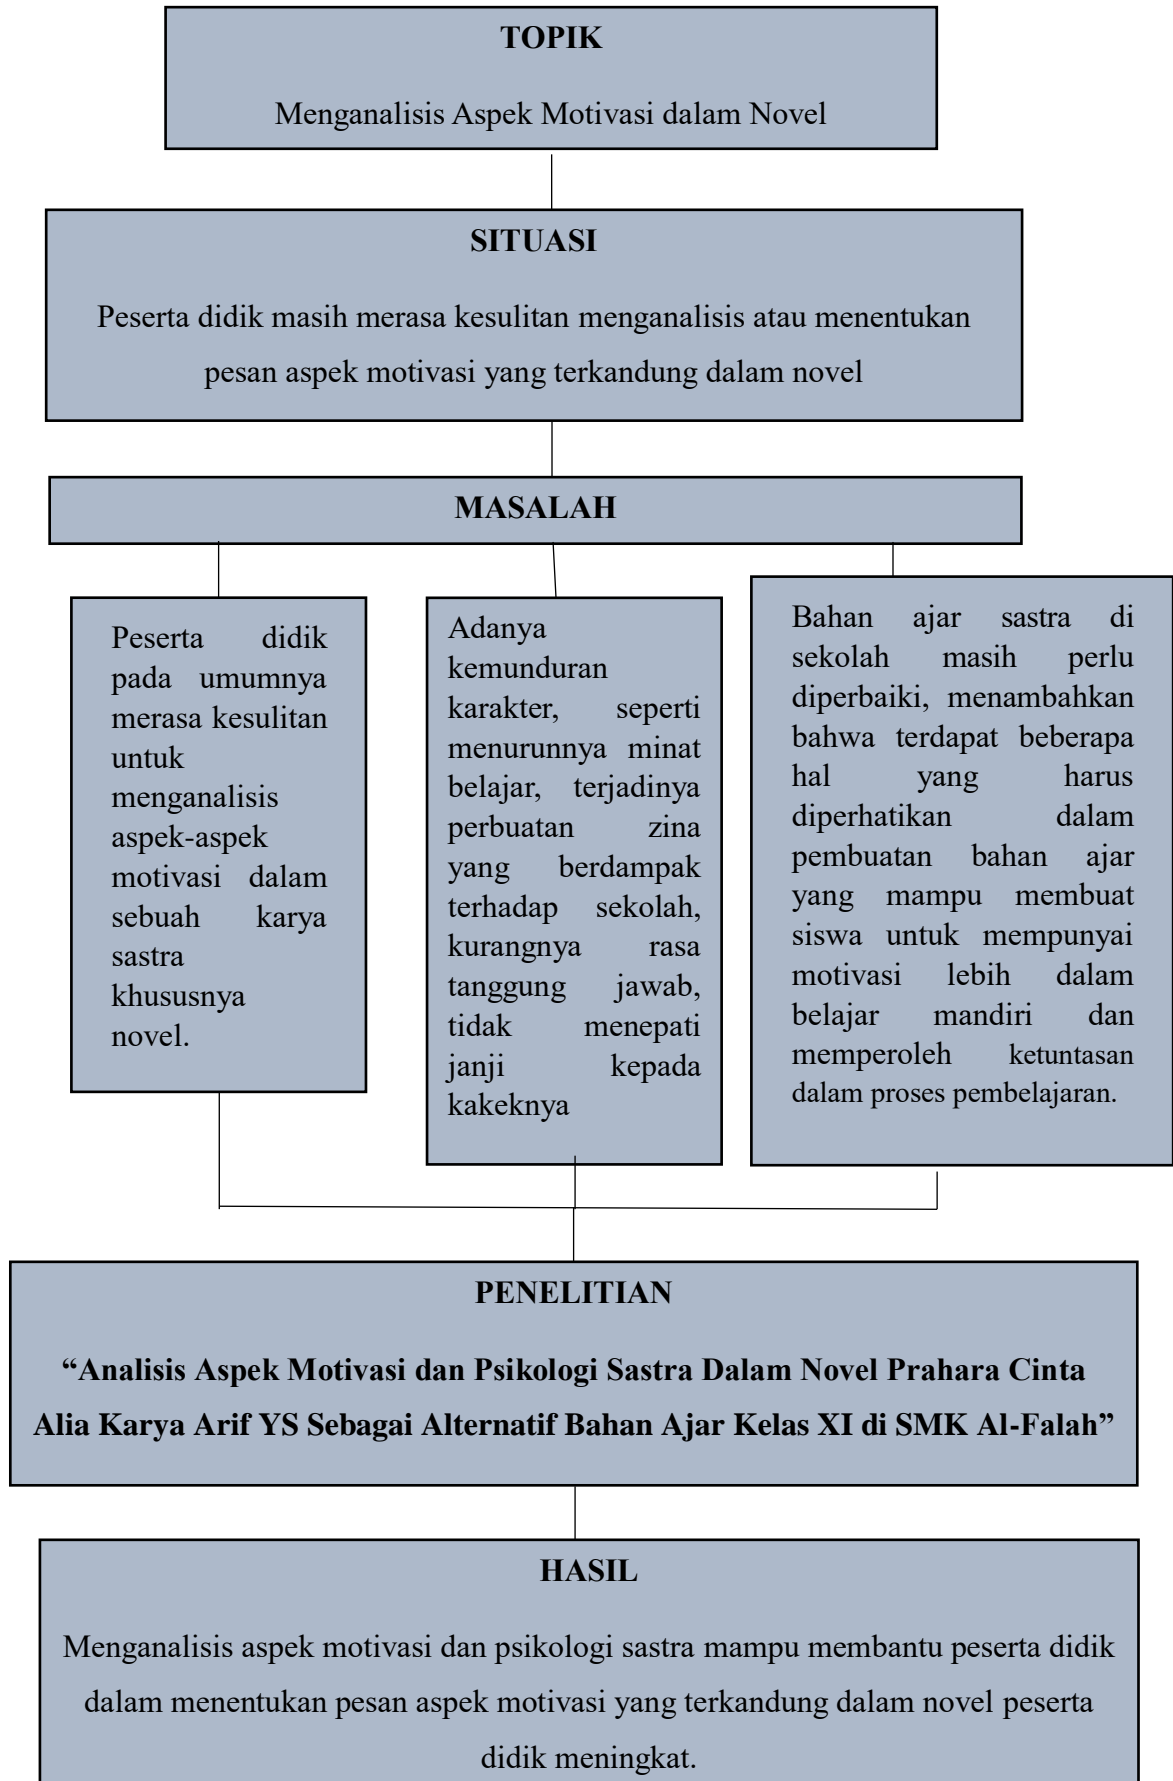 TOPIK
Menganalisis Aspek Motivasi dalam Novel
SITUASI
Peserta didik masih merasa kesulitan menganalisis atau menentukan
pesan aspek motivasi yang terkandung dalam novel
MASALAH
Peserta didik
pada umumnya
merasa kesulitan
untuk
menganalisis
aspek-aspek
motivasi dalam
sebuah karya
sastra
khususnya
novel.
Adanya
kemunduran
karakter, seperti
menurunnya minat
belajar, terjadinya
perbuatan zina
yang berdampak
terhadap sekolah,
kurangnya rasa
tanggung jawab,
tidak menepati
janji kepada
kakeknya
Bahan ajar sastra di
sekolah masih perlu
diperbaiki, menambahkan
bahwa terdapat beberapa
hal yang harus
diperhatikan dalam
pembuatan bahan ajar
yang mampu membuat
siswa untuk mempunyai
motivasi lebih dalam
belajar mandiri dan
memperoleh ketuntasan
dalam proses pembelajaran.
PENELITIAN
“Analisis Aspek Motivasi dan Psikologi Sastra Dalam Novel Prahara Cinta
Alia Karya Arif YS Sebagai Alternatif Bahan Ajar Kelas XI di SMK Al-Falah”
HASIL
Menganalisis aspek motivasi dan psikologi sastra mampu membantu peserta didik
dalam menentukan pesan aspek motivasi yang terkandung dalam novel peserta
didik meningkat.